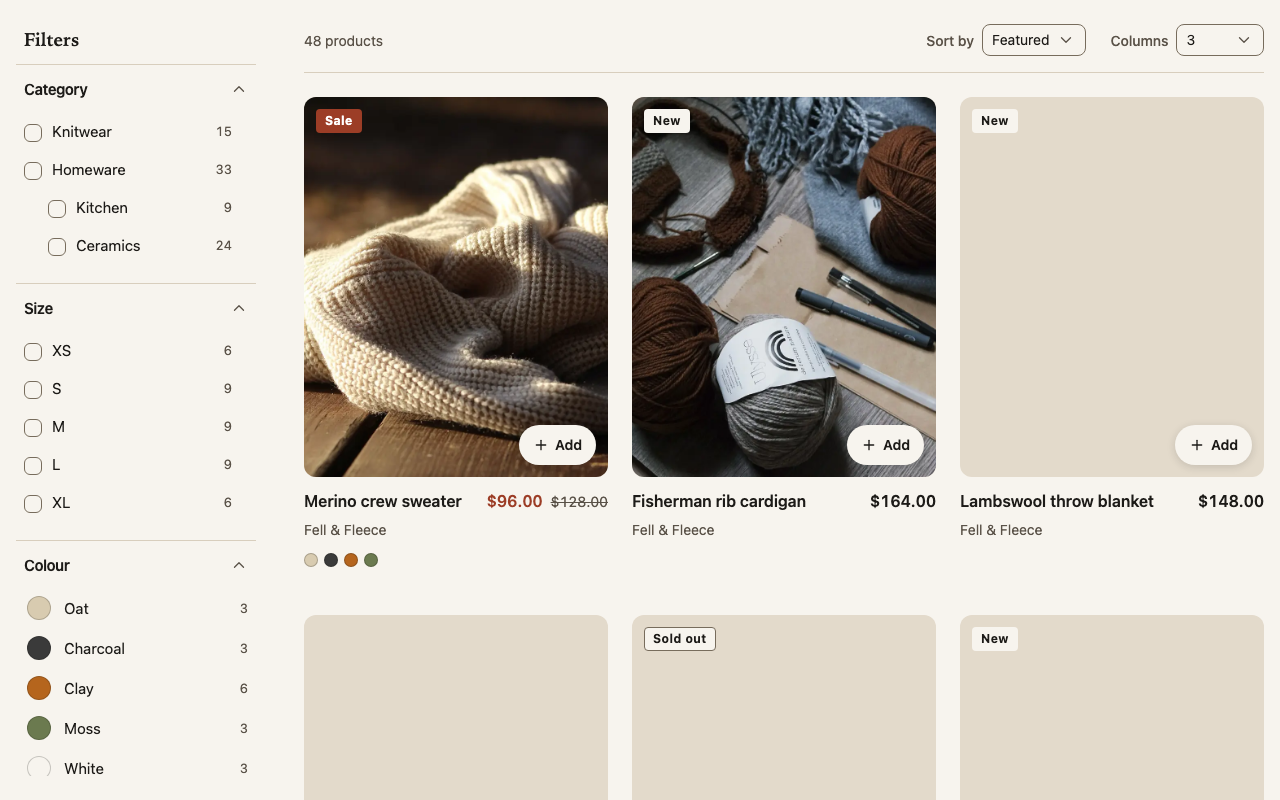 Filters
Category
Knitwear 15
Homeware 33
Kitchen 9
Ceramics 24
Size
XS 6
S 9
M 9
L 9
XL 6
Colour
Oat 3
Charcoal 3
Clay 6
Moss 3
White 3
48 products
Sort by Featured
Columns 3
Sale
+ Add
Merino crew sweater $96.00 $128.00
Fell & Fleece
New
+ Add
Fisherman rib cardigan $164.00
Fell & Fleece
New
+ Add
Lambswool throw blanket $148.00
Fell & Fleece
Sold out
New